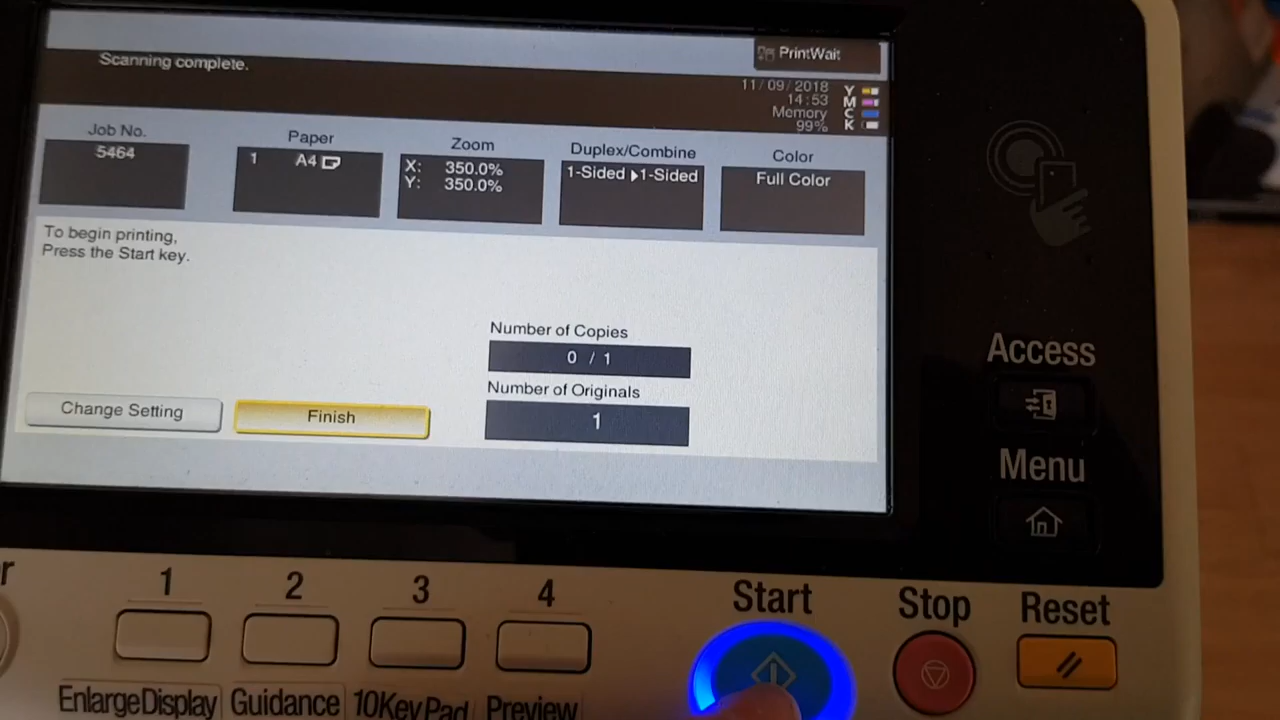 PrintWait
Scanning complete.
11/09/2018
14:53
Memory
99%
Y
M
C
K
Job No.
5464
Paper
1 A4
Zoom
X: 350.0%
Y: 350.0%
Duplex/Combine
1-Sided 1-Sided
Color
Full Color
To begin printing,
Press the Start key.
Number of Copies
0 / 1
Number of Originals
1
Change Setting
Finish
Access
Menu
1
2
3
4
Start
Stop
Reset
EnlargeDisplay
Guidance
10KeyPad
Preview